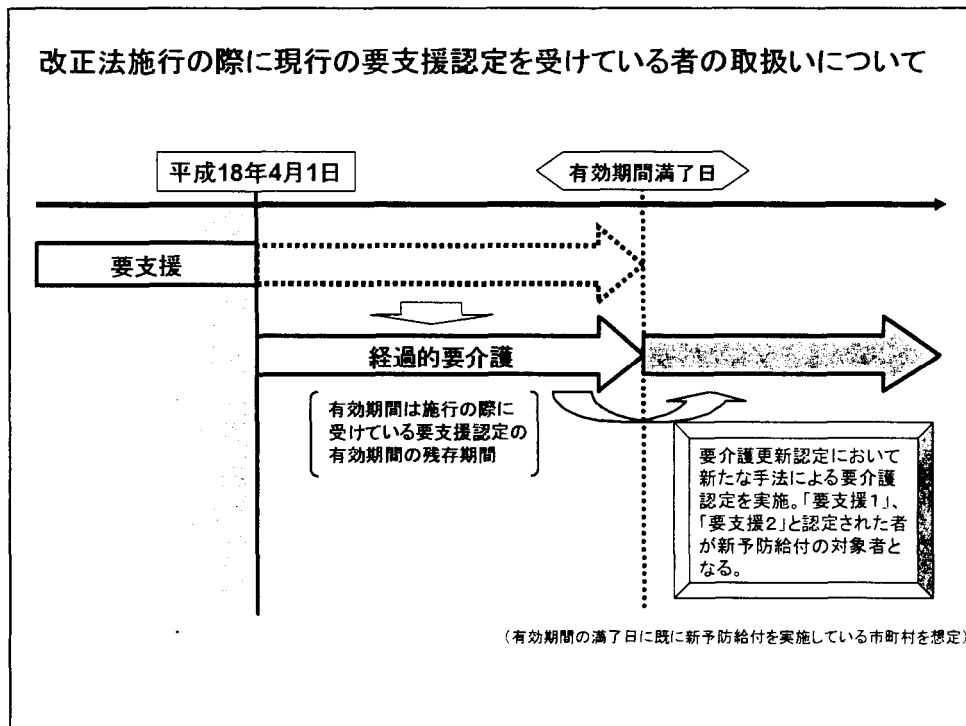 改正法施行の際に現行の要支援認定を受けている者の取扱いについて
平成18年4月1日
有効期間満了日
要支援
経過的要介護
有効期間は施行の際に
受けている要支援認定の
有効期間の残存期間
要介護更新認定において
新たな手法による要介護
認定を実施。「要支援1」、
「要支援2」と認定された者
が新予防給付の対象者と
なる。
(有効期間の満了日に既に新予防給付を実施している市町村を想定)